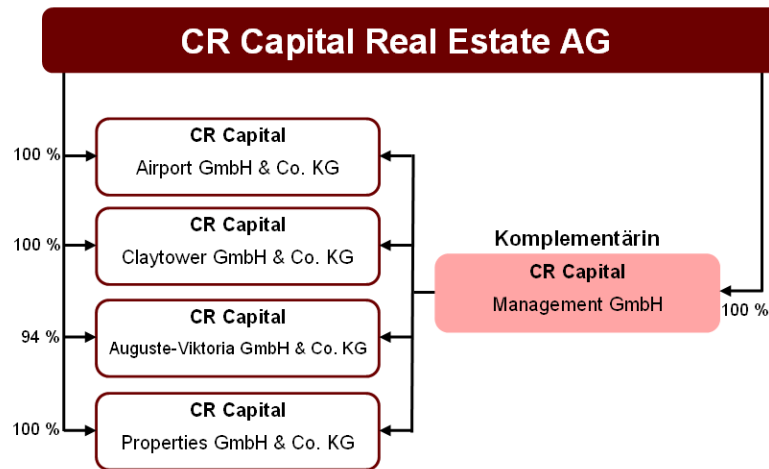 CR Capital Real Estate AG
CR Capital
100 %
Airport GmbH & Co. KG
CR Capital
100 %
Claytower GmbH & Co. KG
Komplementärin
CR Capital
Management GmbH
100 %
CR Capital
94 %
Auguste-Viktoria GmbH & Co. KG
CR Capital
100 %
Properties GmbH & Co. KG